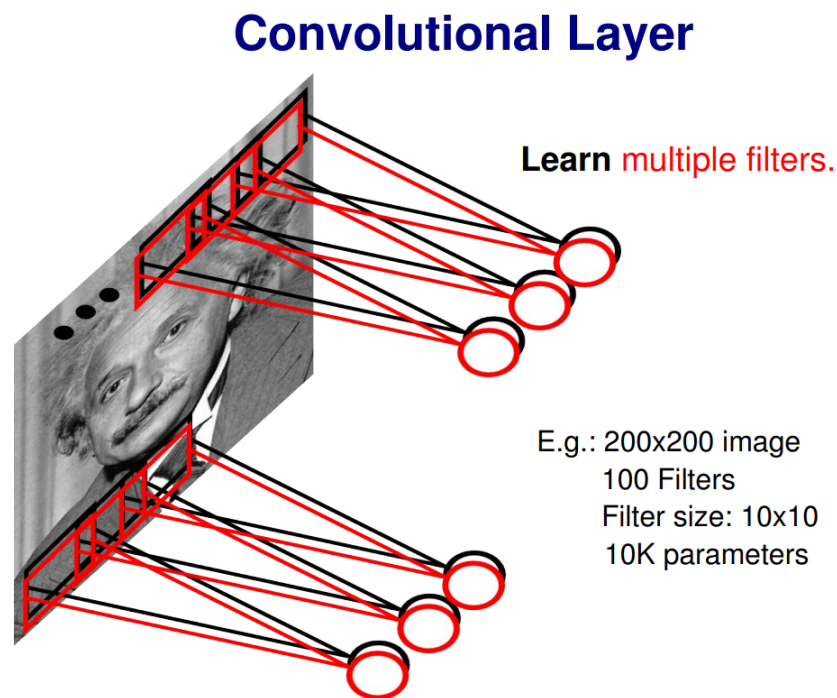 Convolutional Layer
Learn multiple filters.
E.g.: 200x200 image
100 Filters
Filter size: 10x10
10K parameters